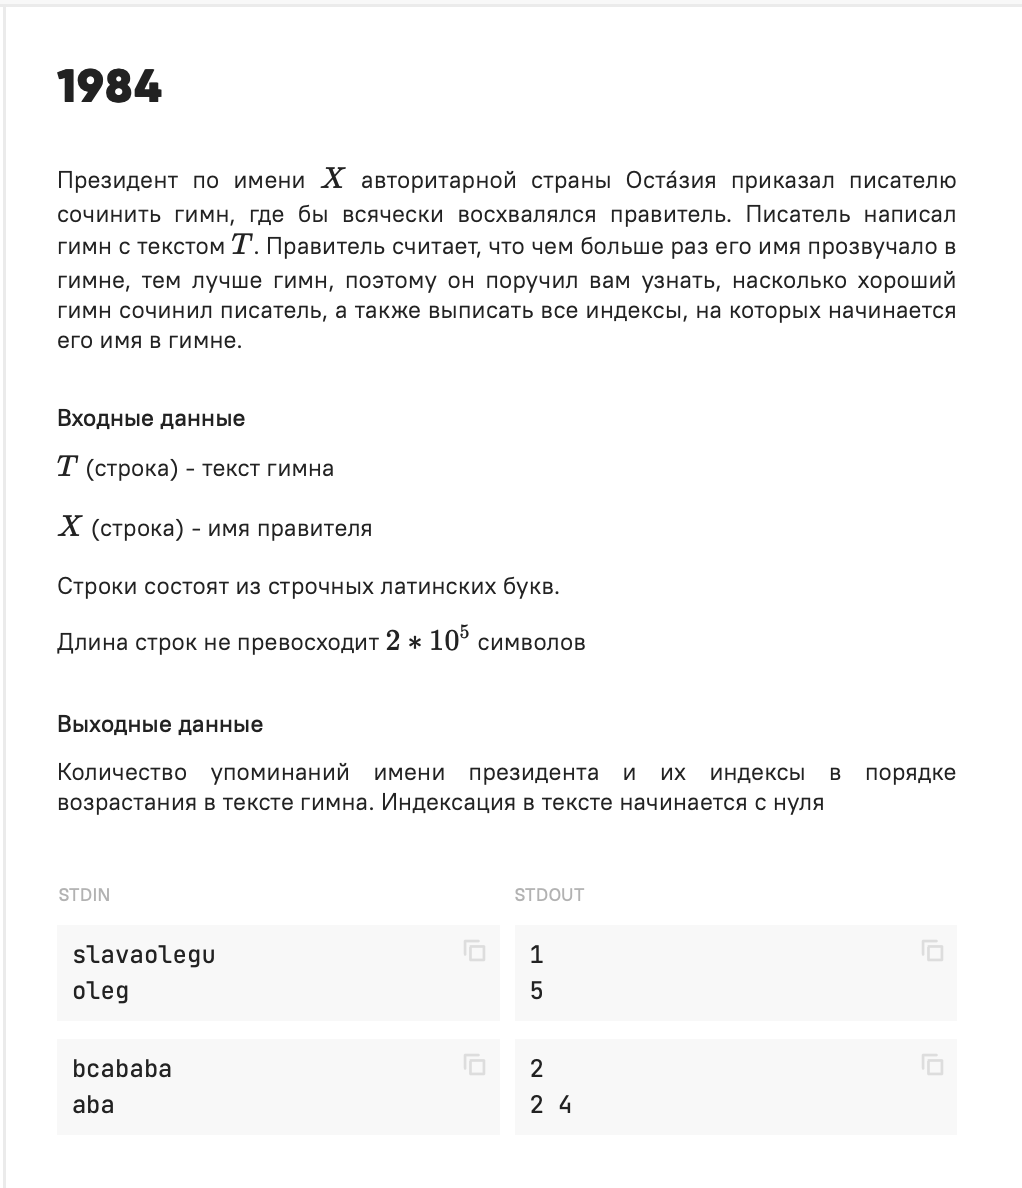 1984
Президент по имени X авторитарной страны Оста́зия приказал писателю
сочинить гимн, где бы всячески восхвалялся правитель. Писатель написал
гимн с текстом T. Правитель считает, что чем больше раз его имя прозвучало в
гимне, тем лучше гимн, поэтому он поручил вам узнать, насколько хороший
гимн сочинил писатель, а также выписать все индексы, на которых начинается
его имя в гимне.
Входные данные
T (строка) - текст гимна
X (строка) - имя правителя
Строки состоят из строчных латинских букв.
Длина строк не превосходит 2 * 10⁵ символов
Выходные данные
Количество упоминаний имени президента и их индексы в порядке
возрастания в тексте гимна. Индексация в тексте начинается с нуля
STDIN
slavaolegu
oleg
STDOUT
1
5
bcababa
aba
2
2 4